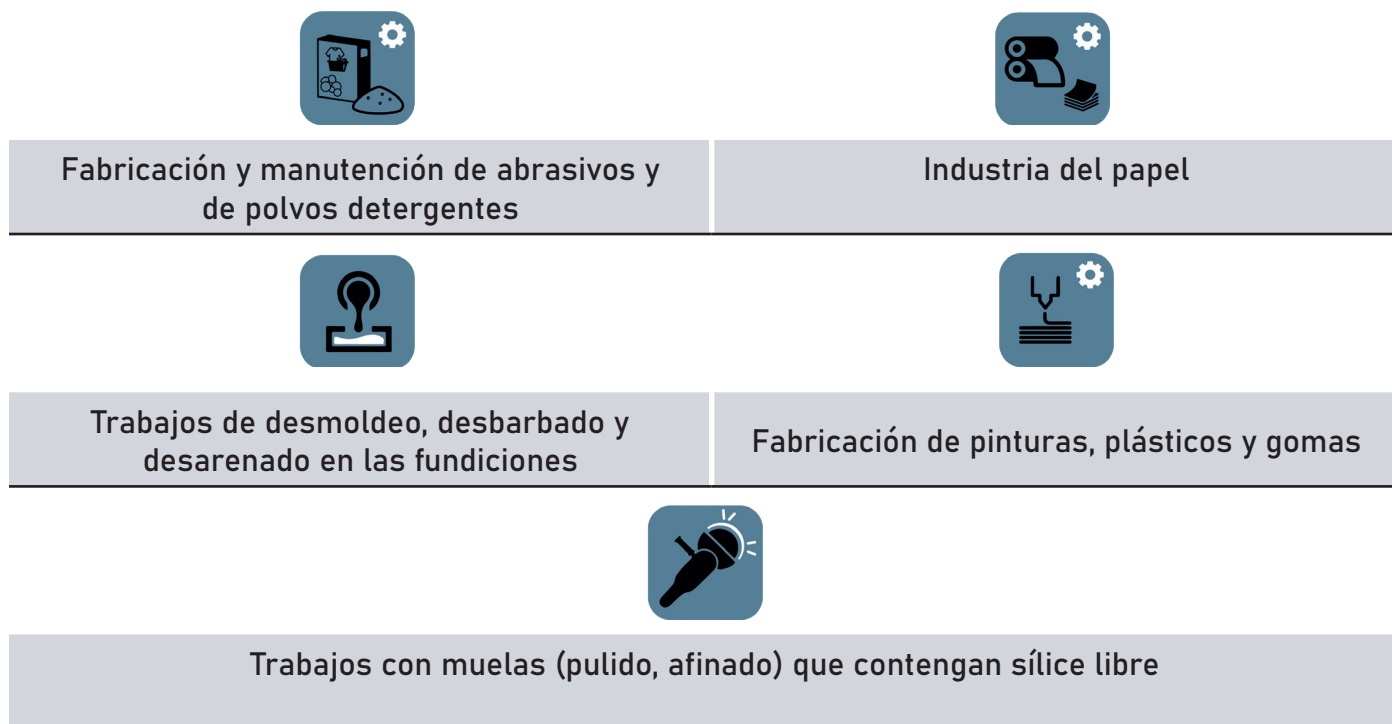 Fabricación y manutención de abrasivos y
de polvos detergentes
Industria del papel
Trabajos de desmoldeo, desbarbado y
desarenado en las fundiciones
Fabricación de pinturas, plásticos y gomas
Trabajos con muelas (pulido, afinado) que contengan sílice libre